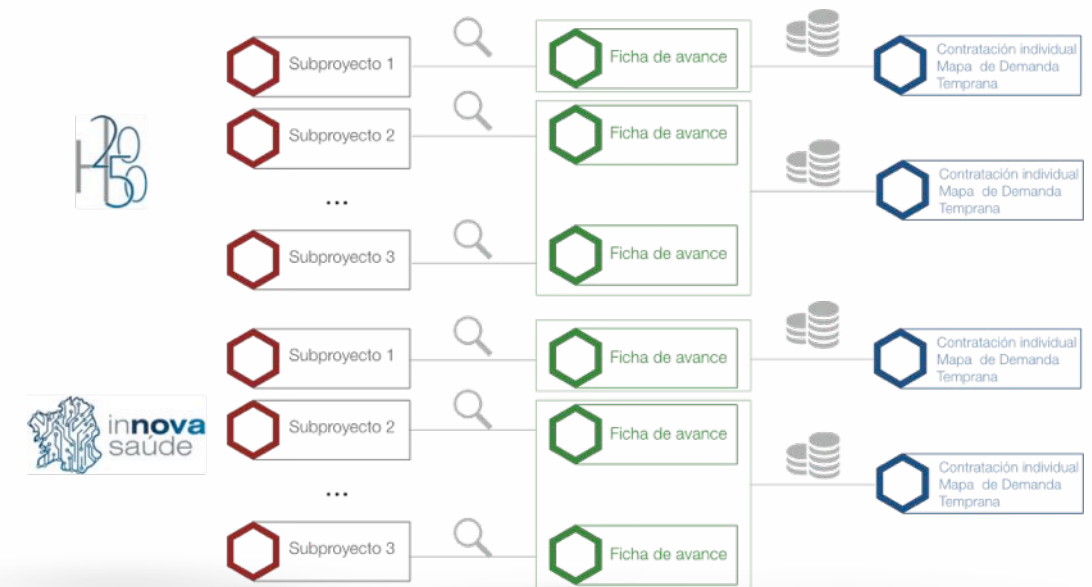 Subproyecto 1
Ficha de avance
Contratación individual
Mapa de Demanda
Temprana
H2050
Subproyecto 2
Ficha de avance
Contratación individual
Mapa de Demanda
Temprana
...
Subproyecto 3
Ficha de avance
Subproyecto 1
Ficha de avance
Contratación individual
Mapa de Demanda
Temprana
innova
saúde
Subproyecto 2
Ficha de avance
Contratación individual
Mapa de Demanda
Temprana
...
Subproyecto 3
Ficha de avance